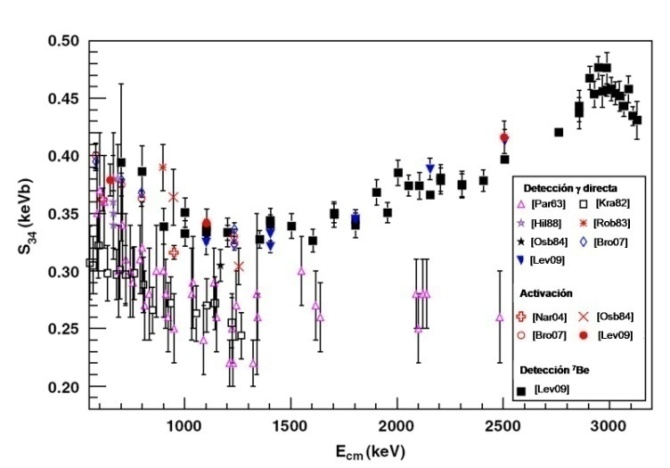 0.50
0.45
0.40
0.35
0.30
0.25
0.20
S34 (keVb)
1000 1500 2000 2500 3000
Ecm (keV)
Detección γ directa
[Par63] [Kra82]
[Hil88] [Rob83]
[Osb84] [Bro07]
[Lev09]
Activación
[Nar04] [Osb84]
[Bro07] [Lev09]
Detección ⁷Be
[Lev09]